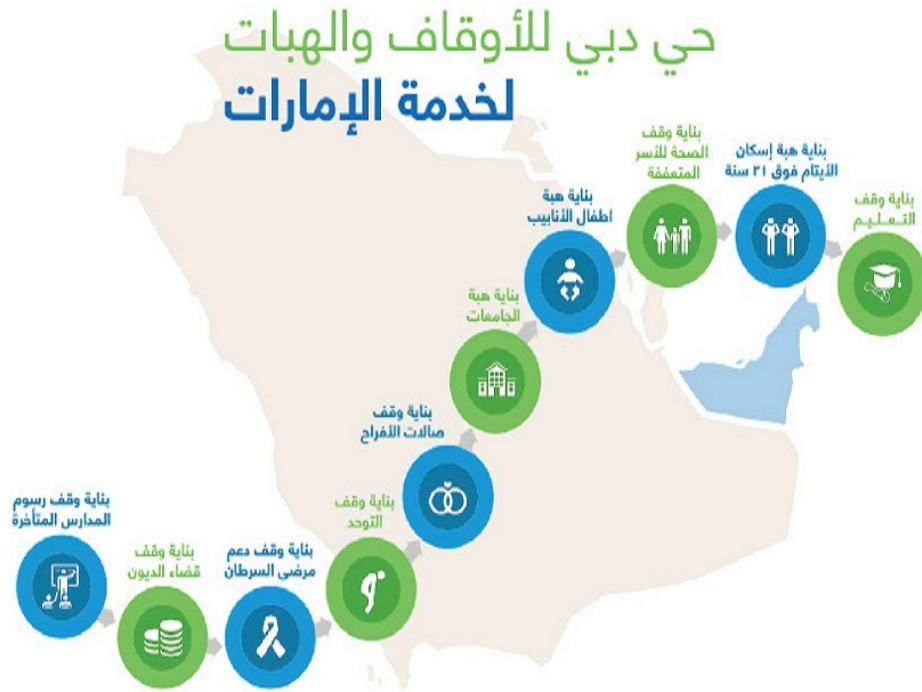 حي دبي للأوقاف والهبات
لخدمة الإمارات
بناية وقف
التـعـلـيـم
بناية هبة إسكان
الأيتام فوق ٢١ سنة
بناية وقف
الصحة للأسر
المتعففة
بناية هبة
اطفال الأنابيب
بناية هبة
الجامعات
بناية وقف
صالات الأفراح
بناية وقف
التوحد
بناية وقف دعم
مرضى السرطان
بناية وقف
قضاء الديون
بناية وقف رسوم
المدارس المتأخرة